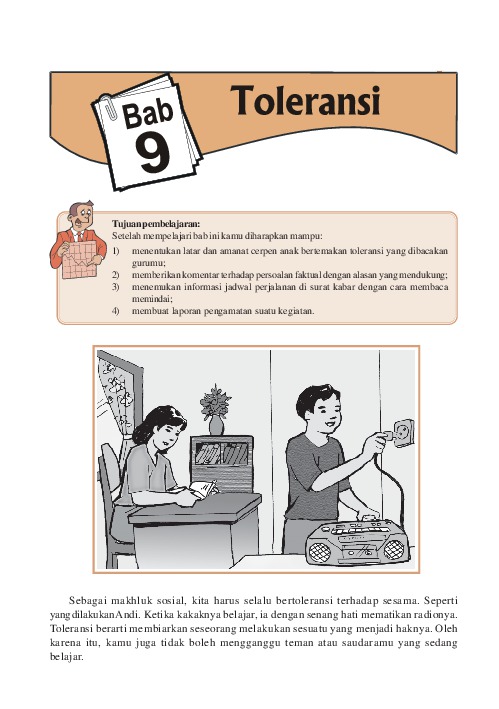 Bab
9
Toleransi
Tujuan pembelajaran:
Setelah mempelajari bab ini kamu diharapkan mampu:
1) menentukan latar dan amanat cerpen anak bertemakan toleransi yang dibacakan
gurumu;
2) memberikan komentar terhadap persoalan faktual dengan alasan yang mendukung;
3) menemukan informasi jadwal perjalanan di surat kabar dengan cara membaca
memindai;
4) membuat laporan pengamatan suatu kegiatan.
Sebagai makhluk sosial, kita harus selalu bertoleransi terhadap sesama. Seperti
yang dilakukan Andi. Ketika kakaknya belajar, ia dengan senang hati mematikan radionya.
Toleransi berarti membiarkan seseorang melakukan sesuatu yang menjadi haknya. Oleh
karena itu, kamu juga tidak boleh mengganggu teman atau saudaramu yang sedang
belajar.